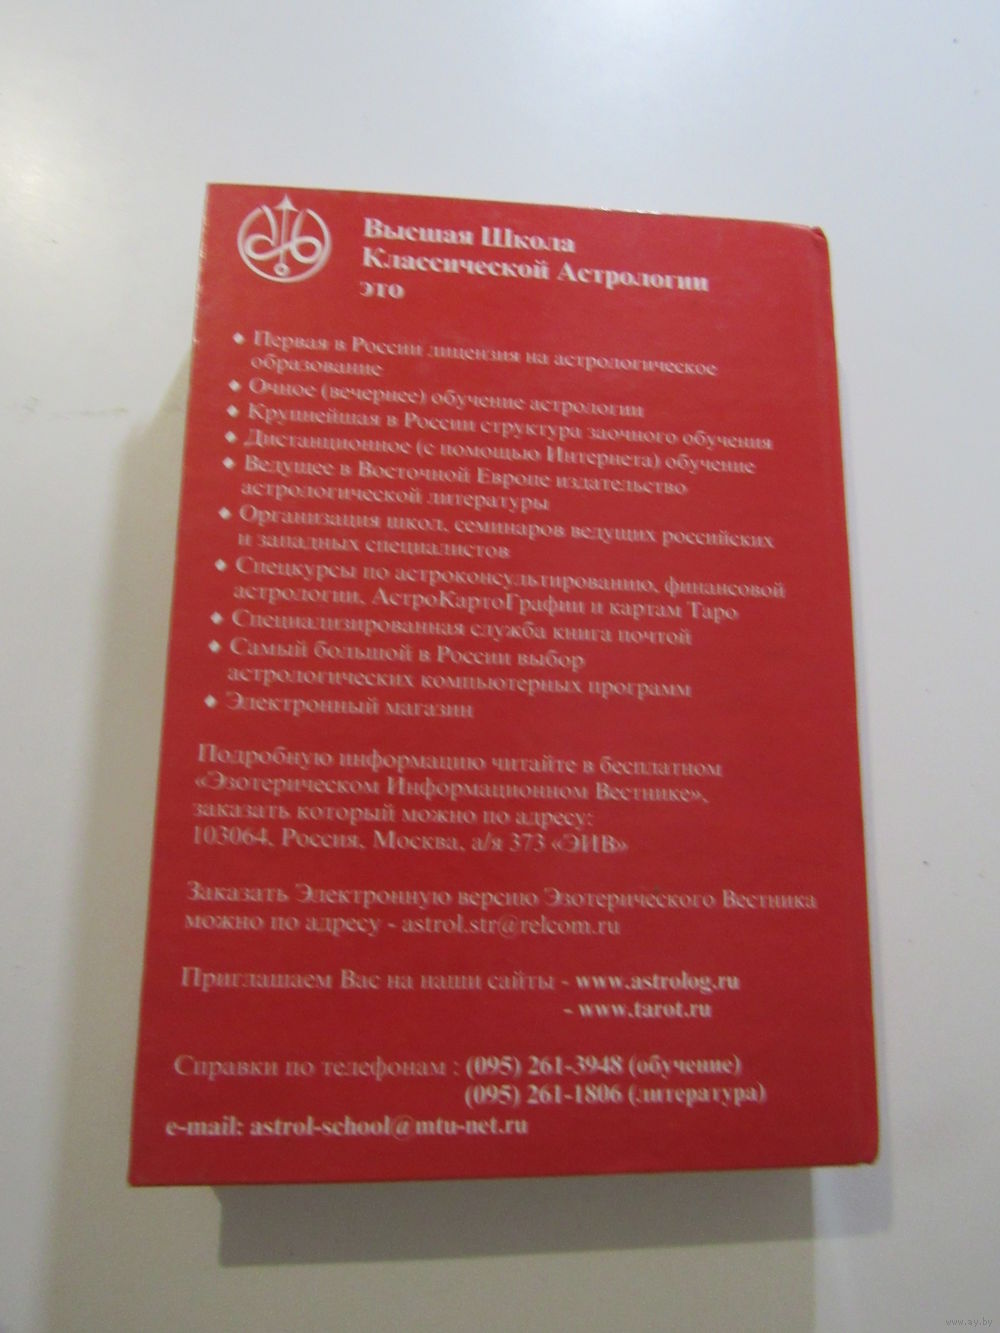 Высшая Школа
Классической Астрологии
это
◆ Первая в России лицензия на астрологическое
образование
◆ Очное (вечернее) обучение астрологии
◆ Крупнейшая в России структура заочного обучения
◆ Дистанционное (с помощью Интернета) обучение
◆ Ведущее в Восточной Европе издательство
астрологической литературы
◆ Организация школ, семинаров ведущих российских
и западных специалистов
◆ Спецкурсы по астроконсультированию, финансовой
астрологии, АстроКартоГрафии и картам Таро
◆ Специализированная служба книга почтой
◆ Самый большой в России выбор
астрологических компьютерных программ
◆ Электронный магазин
Подробную информацию читайте в бесплатном
«Эзотерическом Информационном Вестнике»,
заказать который можно по адресу:
103064, Россия, Москва, а/я 373 «ЭИВ»
Заказать Электронную версию Эзотерического Вестника
можно по адресу - astrol.str@relcom.ru
Приглашаем Вас на наши сайты - www.astrolog.ru
- www.tarot.ru
Справки по телефонам : (095) 261-3948 (обучение)
(095) 261-1806 (литература)
e-mail: astrol-school@mtu-net.ru
www.ay.by